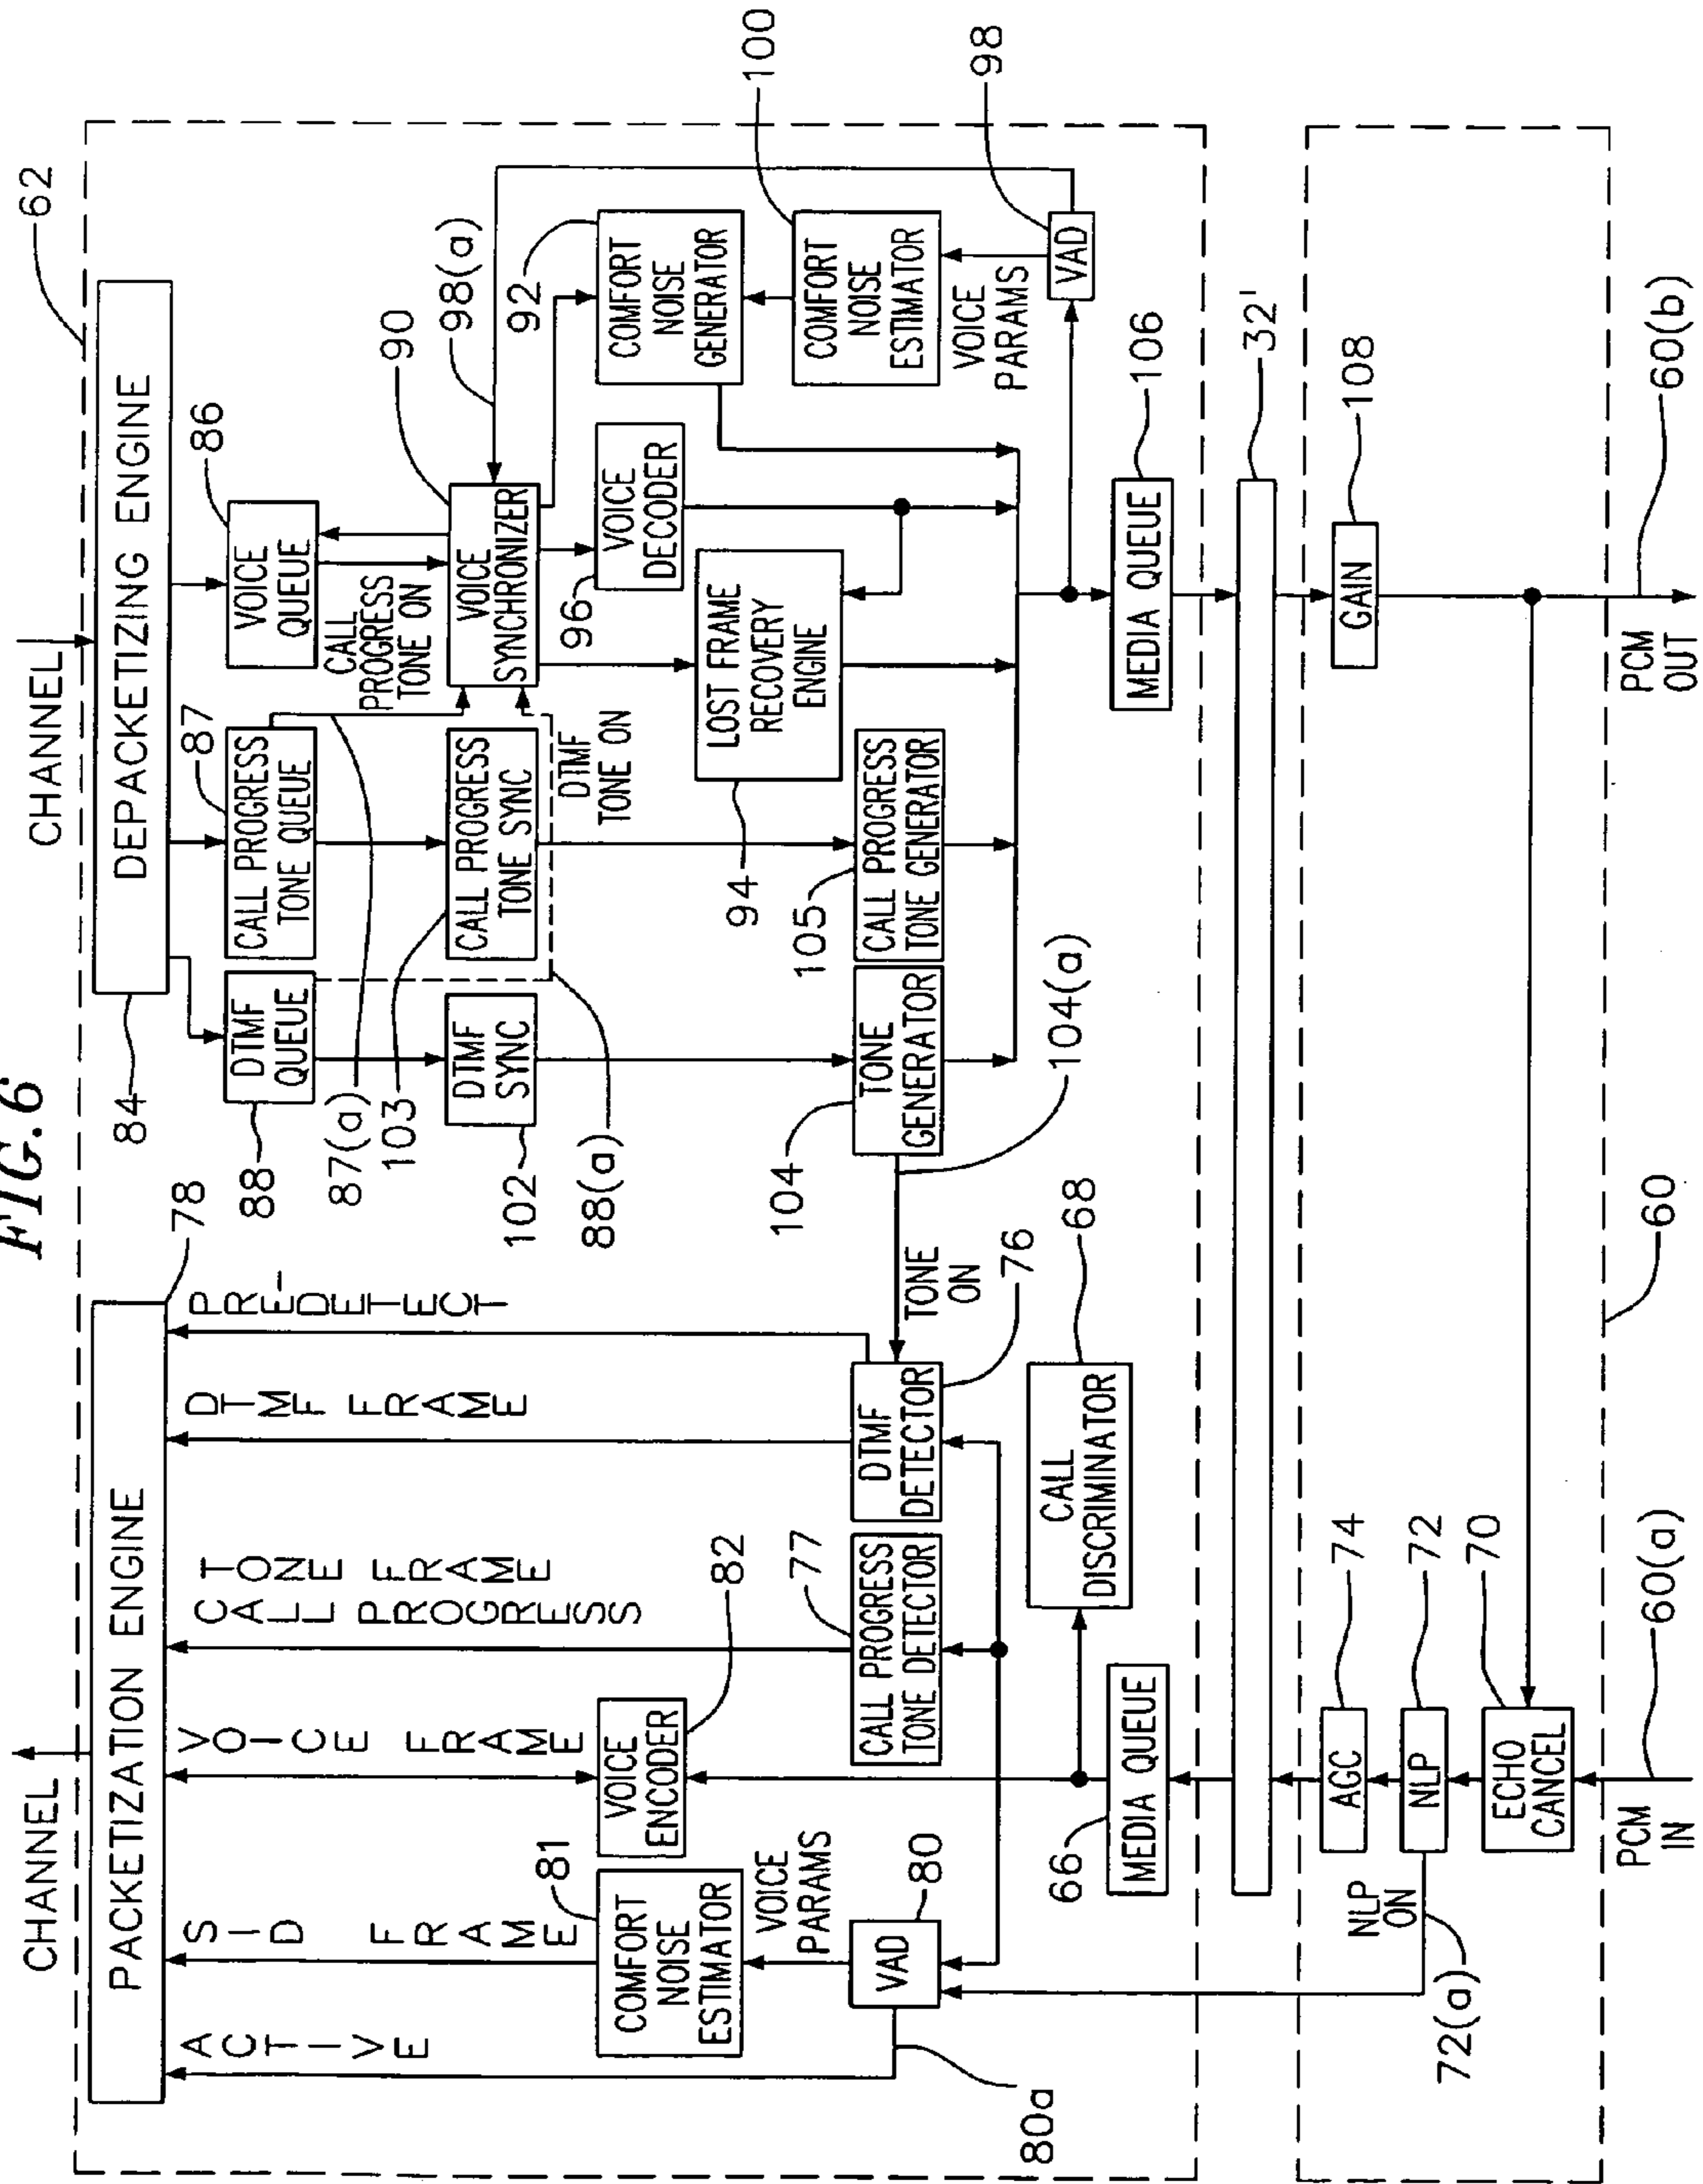 FIG. 6
CHANNEL
CHANNEL
62
PACKETIZATION ENGINE
78
84
DEPACKETIZING ENGINE
ACTIVE
SID FRAME
VOICE FRAME
CALL PROGRESS
TONE FRAME
DTMF FRAME
PRE-DETECT
88
DTMF
QUEUE
87
CALL PROGRESS
TONE QUEUE
86
VOICE
QUEUE
87(a)
103
CALL
PROGRESS
TONE ON
90
98(a)
102
DTMF
SYNC
CALL PROGRESS
TONE SYNC
VOICE
SYNCHRONIZER
92
88(a)
DTMF
TONE ON
96
81
COMFORT
NOISE
ESTIMATOR
VOICE
ENCODER
82
VOICE
DECODER
COMFORT
NOISE
GENERATOR
100
94
LOST FRAME
RECOVERY
ENGINE
COMFORT
NOISE
ESTIMATOR
VOICE
PARAMS
77
104
105
VOICE
PARAMS
98
VAD
80
CALL PROGRESS
TONE DETECTOR
DTMF
DETECTOR
TONE
ON
TONE
GENERATOR
CALL PROGRESS
TONE GENERATOR
104(a)
76
VAD
80a
CALL
DISCRIMINATOR
68
66
MEDIA QUEUE
MEDIA QUEUE
106
32'
NLP
ON
72(a)
AGC
74
NLP
72
ECHO
CANCEL
70
GAIN
108
PCM
IN
60(a)
60
PCM
OUT
60(b)